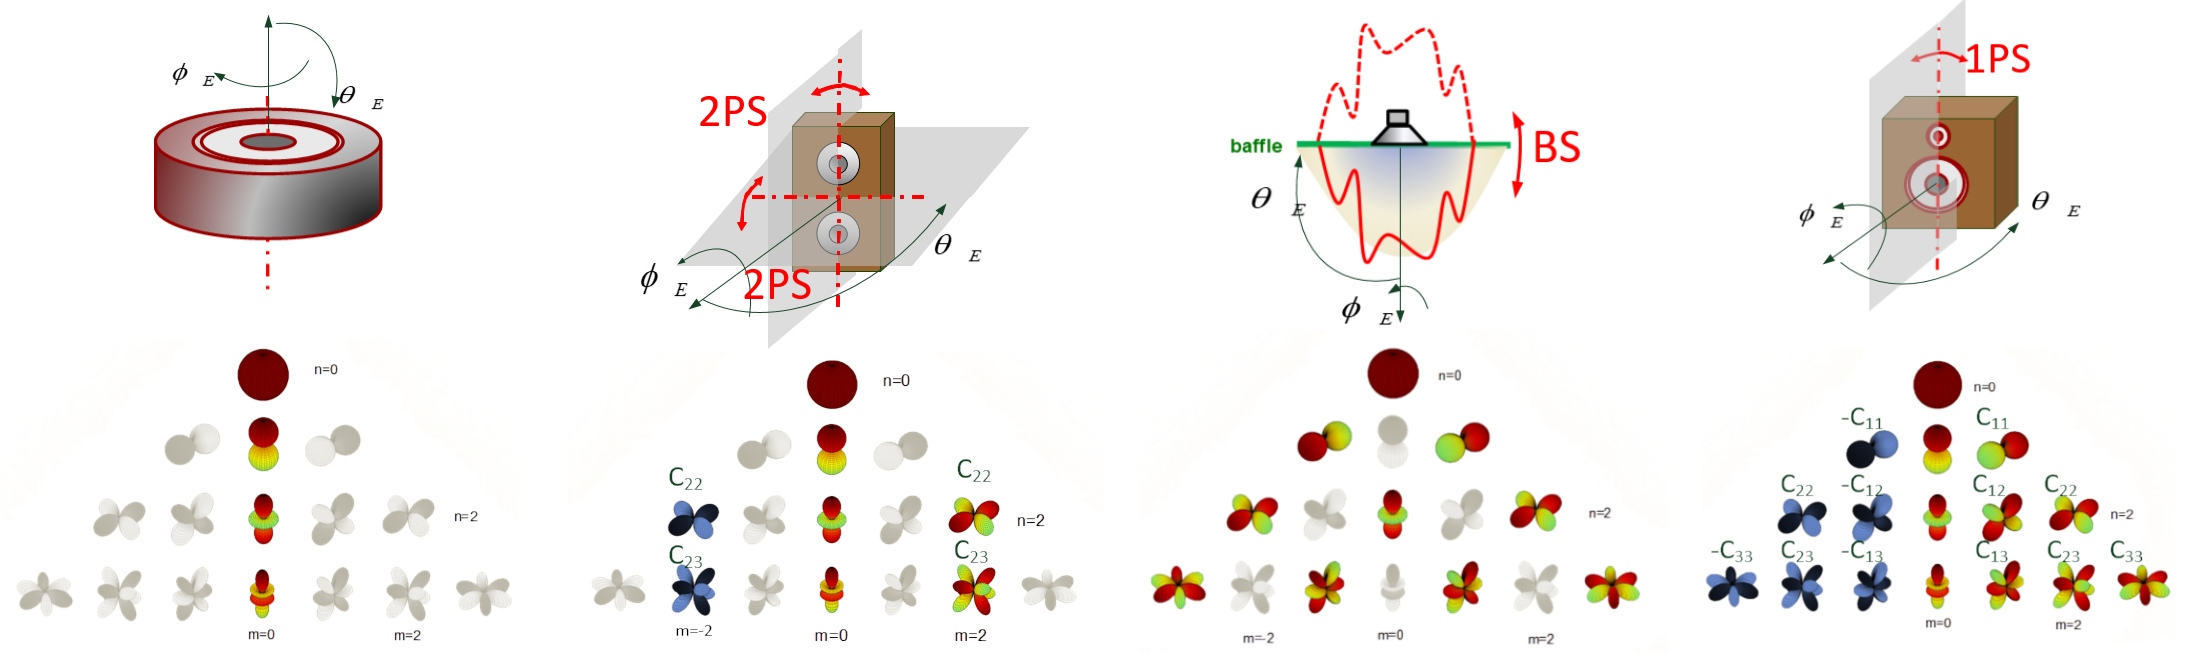 ϕ E
θ E
n=0
n=2
m=0
m=2
2PS
2PS
θ E
ϕ E
n=0
C22
C22
n=2
C23
C23
m=-2
m=0
m=2
baffle
BS
θ E
ϕ E
n=0
n=2
m=-2
m=0
m=2
1PS
θ E
ϕ E
n=0
-C11
C11
C22
-C12
C12
C22
n=2
-C33
C23
-C13
C13
C23
C33
m=0
m=2